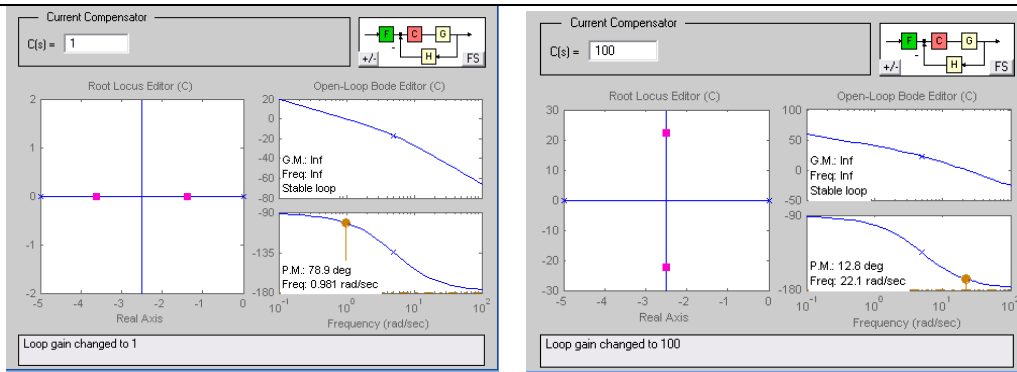 Current Compensator
C(s) = 1
F C G
H
+/- FS
Root Locus Editor (C)
Open-Loop Bode Editor (C)
2
1
0
-1
-2
-5 -4 -3 -2 -1 0
Real Axis
20
0
-20
-40
-60
-80
G.M.: Inf
Freq: Inf
Stable loop
-90
-135
-180
P.M.: 78.9 deg
Freq: 0.981 rad/sec
10^-1 10^0 10^1 10^2
Frequency (rad/sec)
Loop gain changed to 1
Current Compensator
C(s) = 100
F C G
H
+/- FS
Root Locus Editor (C)
Open-Loop Bode Editor (C)
30
20
10
0
-10
-20
-30
-5 -4 -3 -2 -1 0
Real Axis
100
50
0
-50
G.M.: Inf
Freq: Inf
Stable loop
-90
-135
-180
P.M.: 12.8 deg
Freq: 22.1 rad/sec
10^-1 10^0 10^1 10^2
Frequency (rad/sec)
Loop gain changed to 100